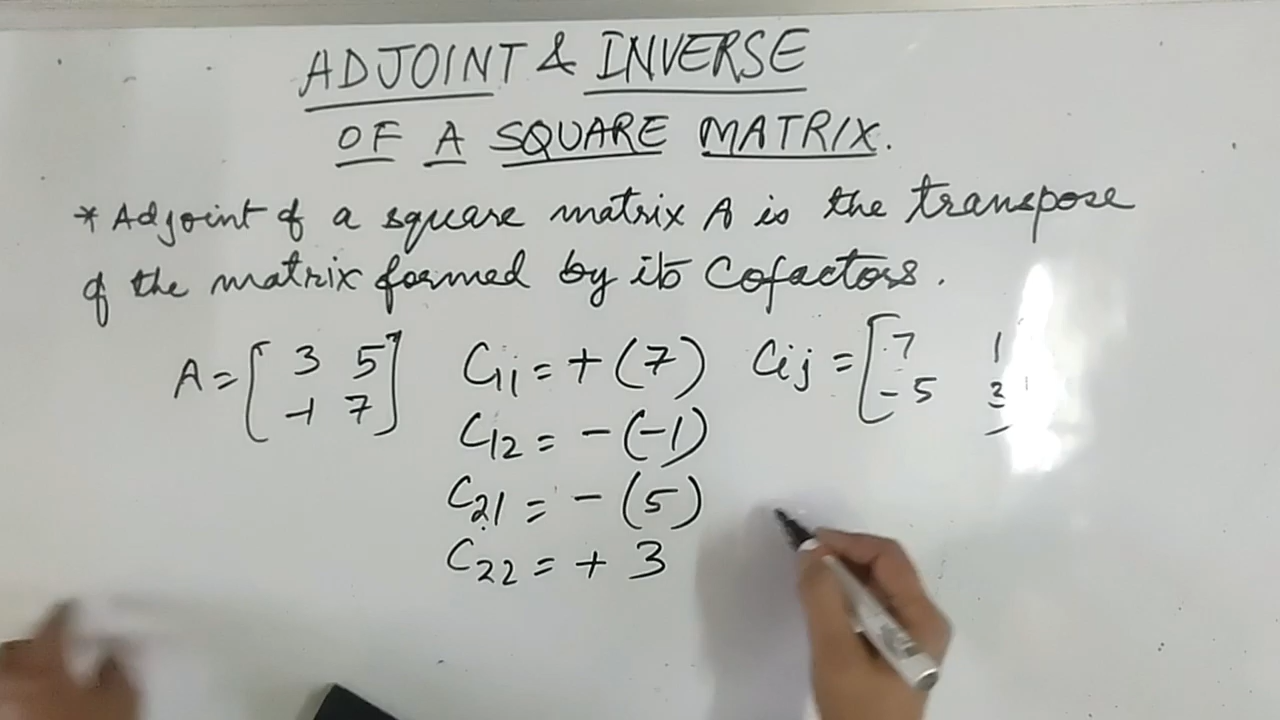 ADJOINT & INVERSE
OF A SQUARE MATRIX.
* Adjoint of a square matrix A is the transpose
of the matrix formed by its Cofactors.
A = [ 3 5
-1 7 ]
C11 = + (7)
C12 = - (-1)
C21 = - (5)
C22 = + 3
Cij = [ 7 1
-5 3